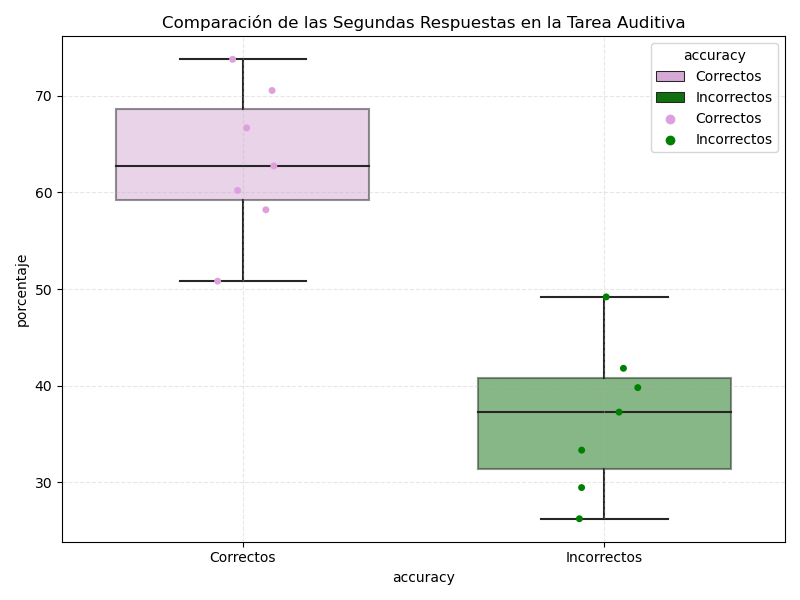 Comparación de las Segundas Respuestas en la Tarea Auditiva
accuracy
Correctos
Incorrectos
Correctos
Incorrectos
porcentaje
70
60
50
40
30
Correctos
Incorrectos
accuracy